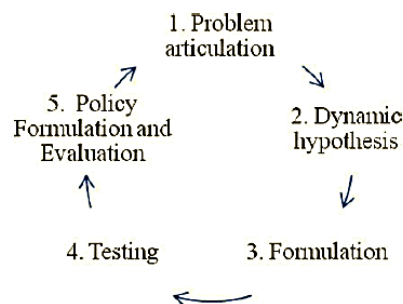 1. Problem
articulation
2. Dynamic
hypothesis
3. Formulation
4. Testing
5. Policy
Formulation and
Evaluation